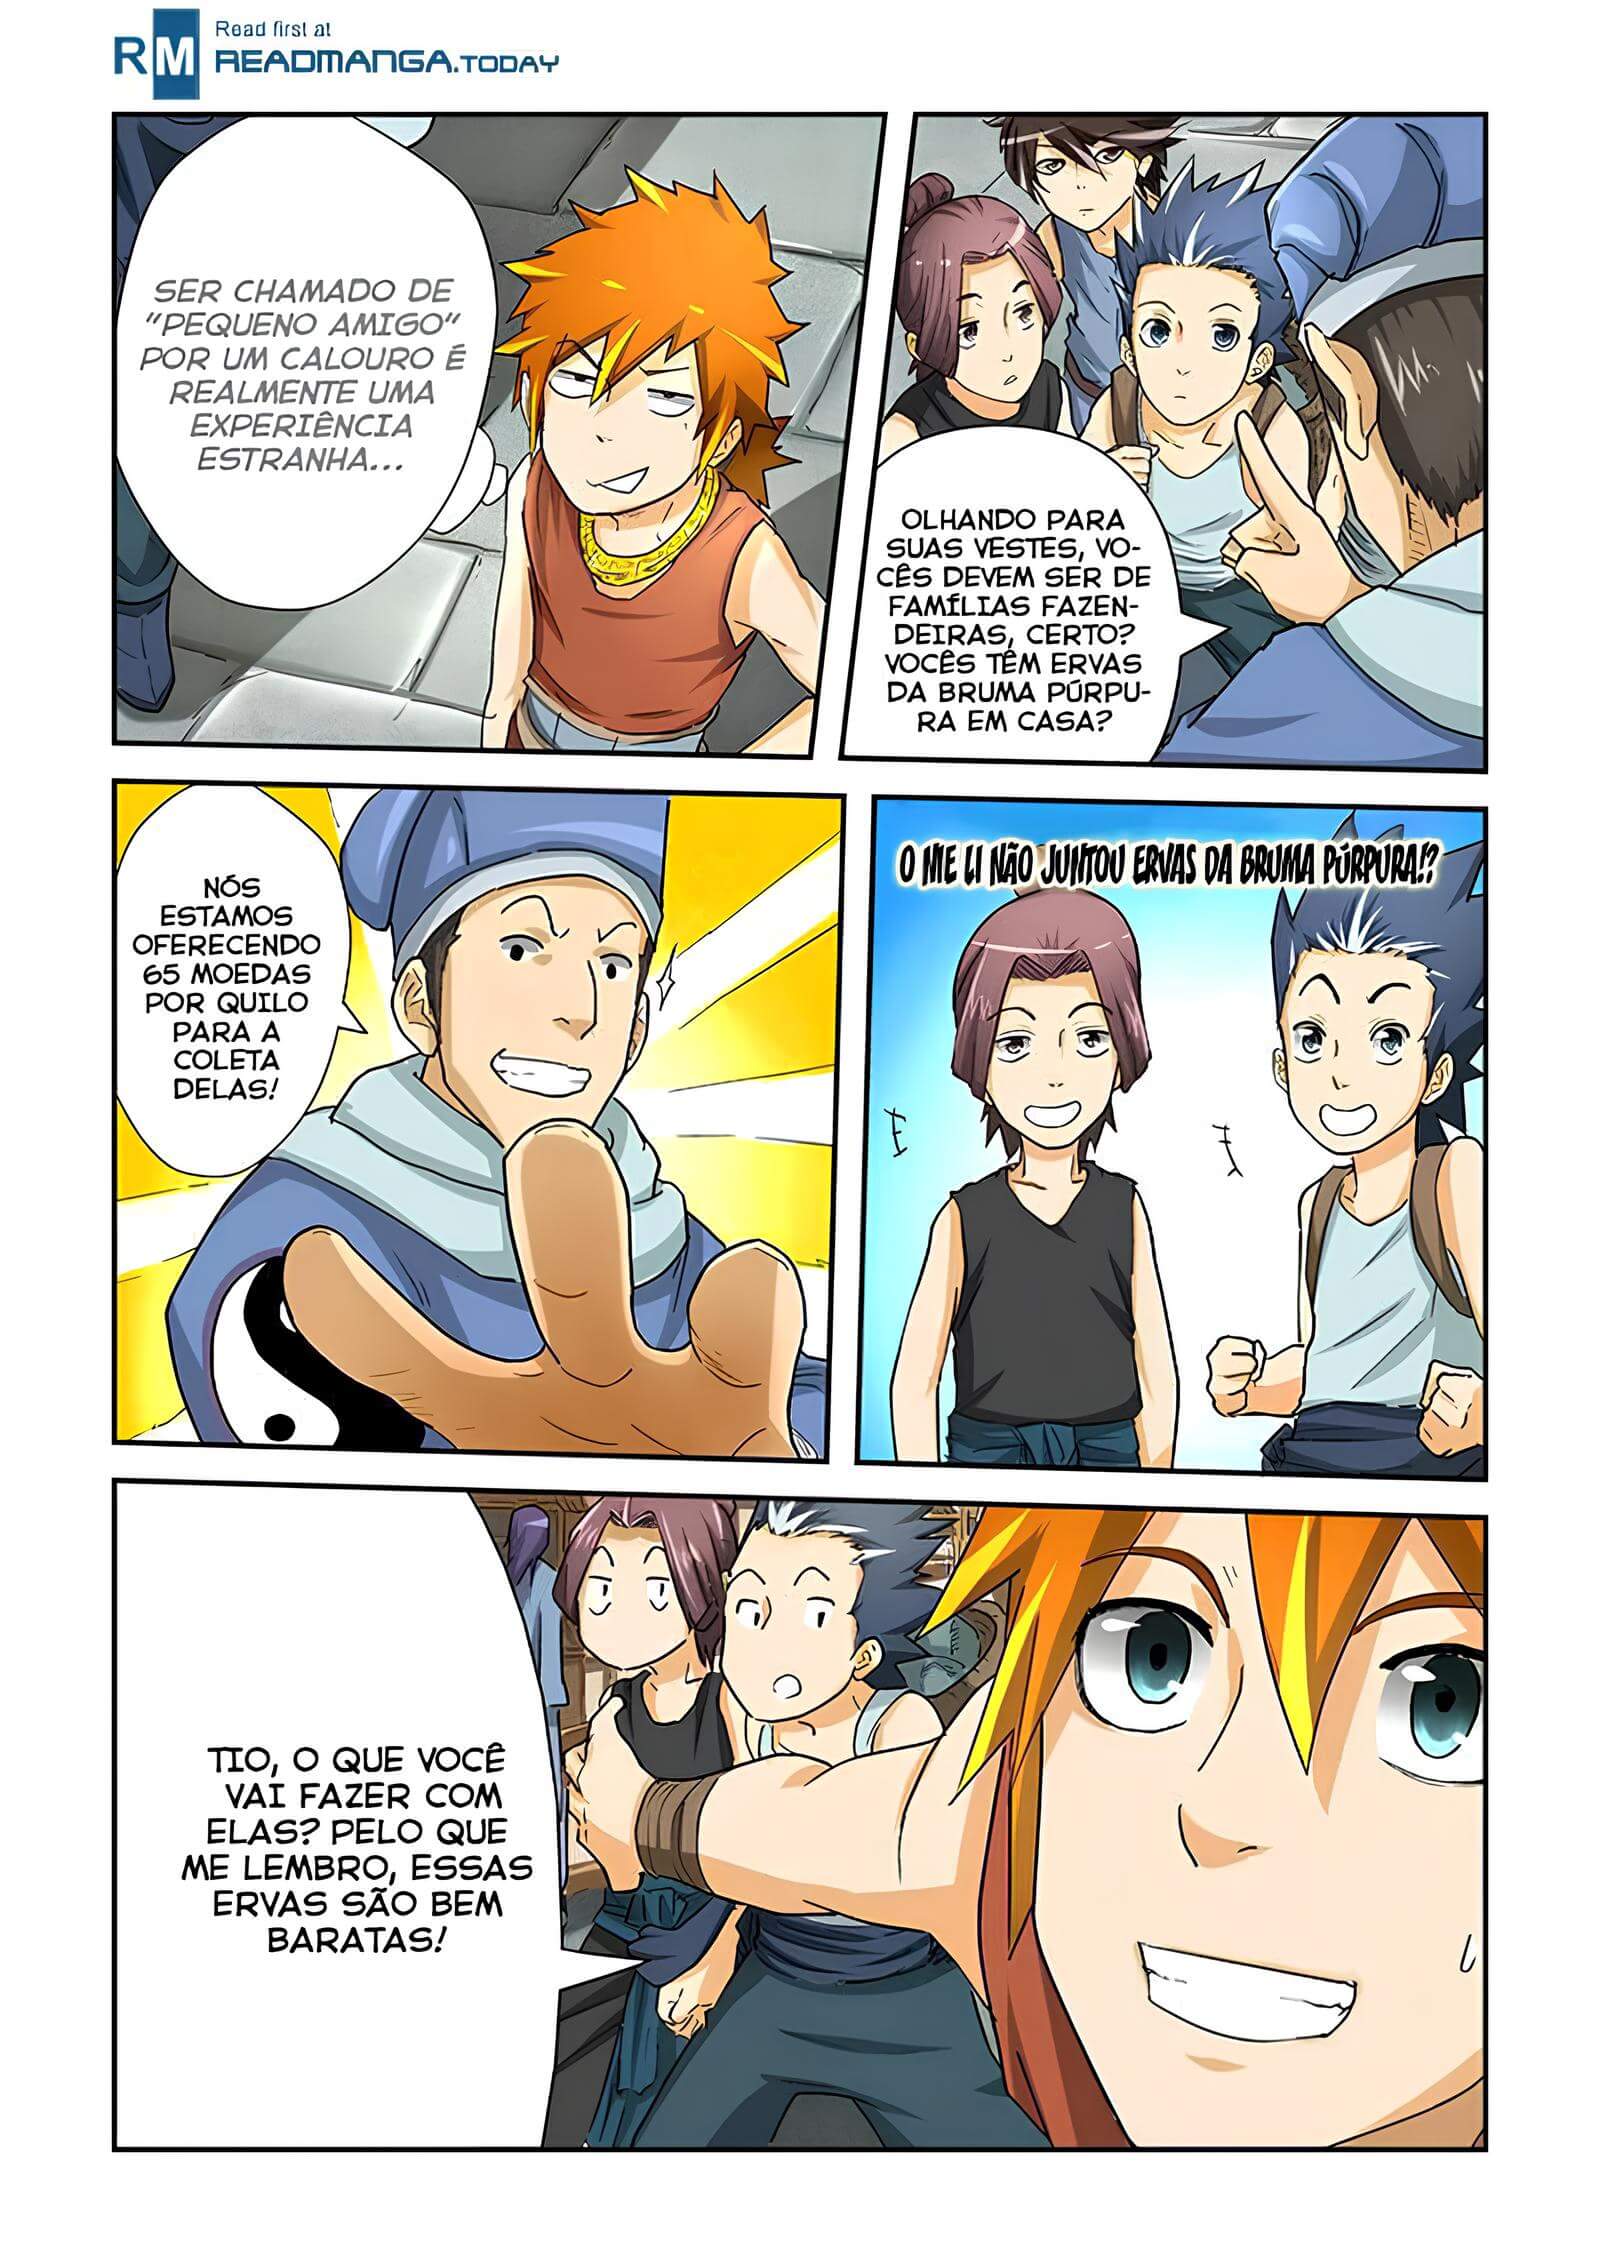 RM
Read first at
READMANGA.TODAY
SER CHAMADO DE
"PEQUENO AMIGO"
POR UM CALOURO É
REALMENTE UMA
EXPERIÊNCIA
ESTRANHA...
OLHANDO PARA
SUAS VESTES, VO-
CÊS DEVEM SER DE
FAMÍLIAS FAZEN-
DEIRAS, CERTO?
VOCÊS TÊM ERVAS
DA BRUMA PÚRPU-
RA EM CASA?
NÓS
ESTAMOS
OFERECENDO
65 MOEDAS
POR QUILO
PARA A
COLETA
DELAS!
O NIE LI NÃO JUNTOU ERVAS DA BRUMA PÚRPURA!?
TIO, O QUE VOCÊ
VAI FAZER COM
ELAS? PELO QUE
ME LEMBRO, ESSAS
ERVAS SÃO BEM
BARATAS!